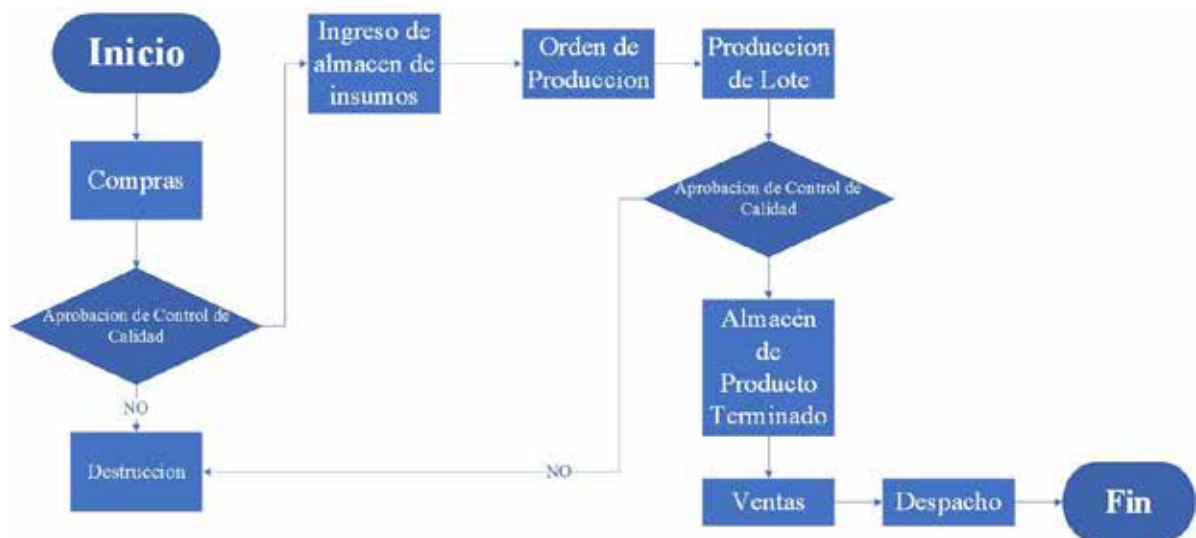 Inicio
Compras
Aprobacion de Control de
Calidad
NO
Destruccion
Ingreso de
almacen de
insumos
Orden de
Produccion
Produccion
de Lote
Aprobacion de Control de
Calidad
NO
Almacén
de
Producto
Terminado
Ventas
Despacho
Fin